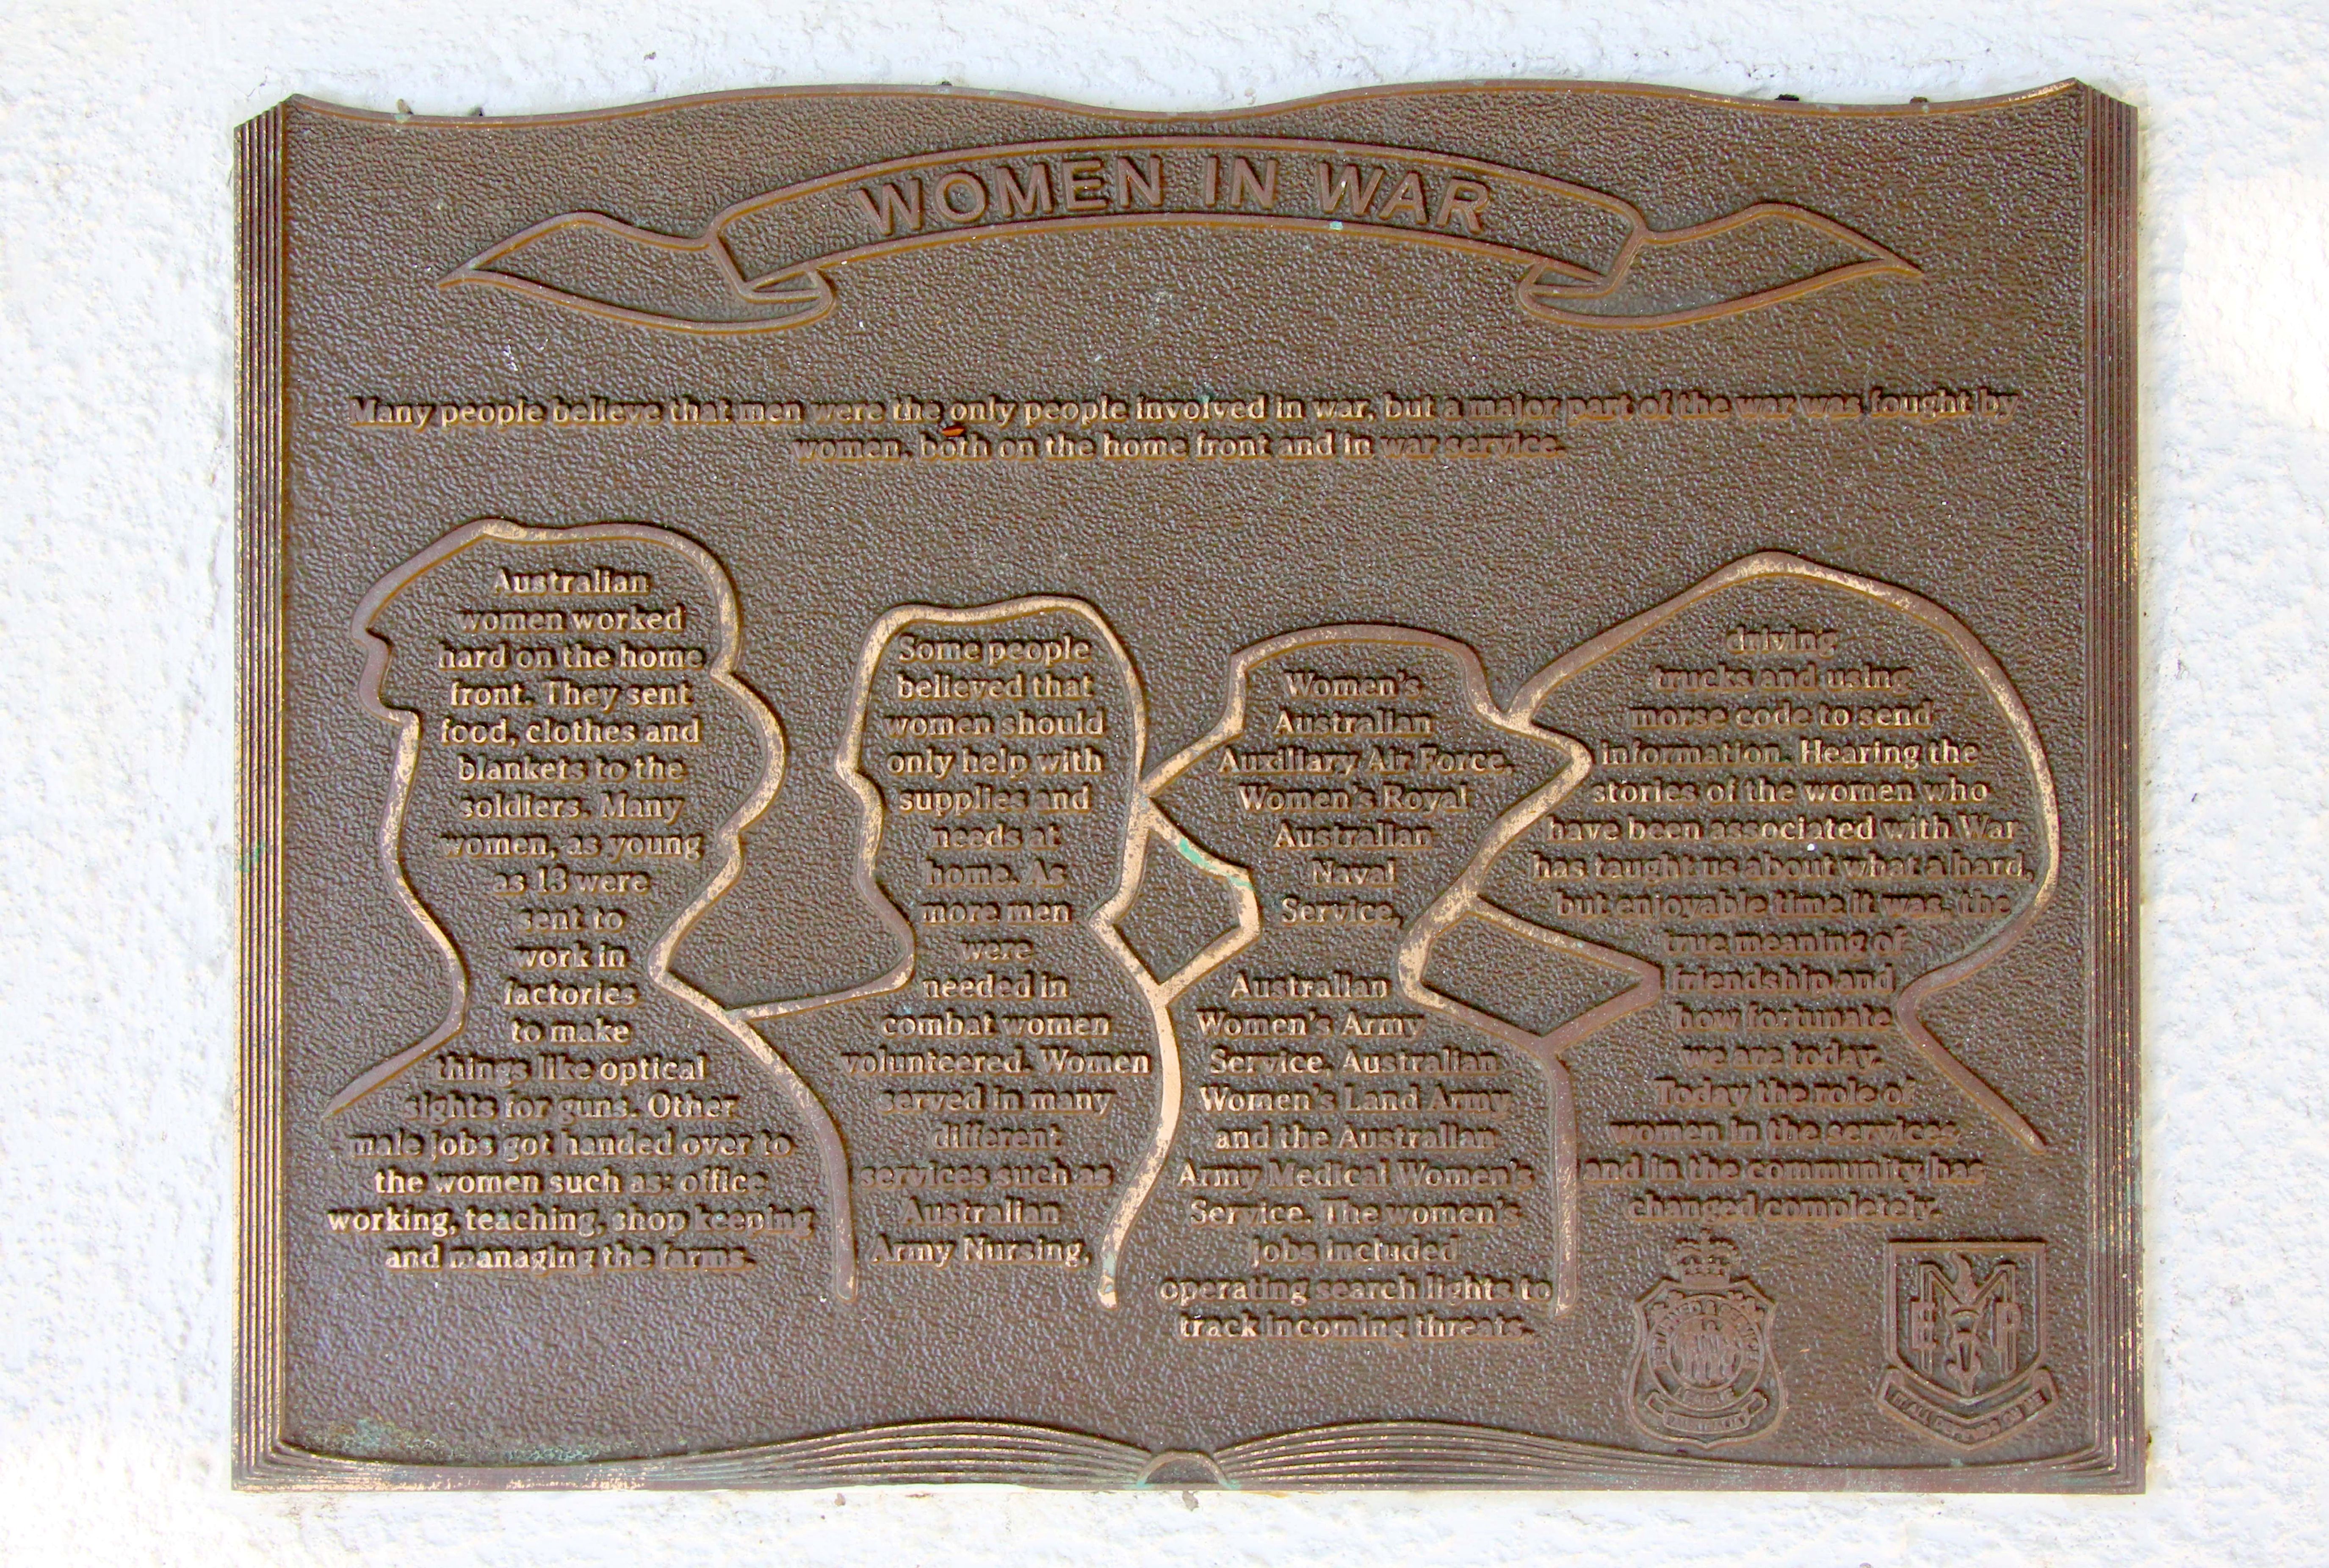 WOMEN IN WAR
Many people believe that men were the only people involved in war, but a major part of the war was fought by
women, both on the home front and in war service.
Australian
women worked
hard on the home
front. They sent
food, clothes and
blankets to the
soldiers. Many
women, as young
as 13 were
sent to
work in
factories
to make
things like optical
sights for guns. Other
male jobs got handed over to
the women such as: office
working, teaching, shop keeping
and managing the farms.
Some people
believed that
women should
only help with
supplies and
needs at
home. As
more men
were
needed in
combat women
volunteered. Women
served in many
different
services such as
Australian
Army Nursing,
Women's
Australian
Auxiliary Air Force,
Women's Royal
Australian
Naval
Service,
Australian
Women's Army
Service, Australian
Women's Land Army
and the Australian
Army Medical Women's
Service. The women's
jobs included
operating search lights to
track incoming threats,
driving
trucks and using
morse code to send
information. Hearing the
stories of the women who
have been associated with War
has taught us about what a hard,
but enjoyable time it was, the
true meaning of
friendship and
how fortunate
we are today.
Today the role of
women in the services
and in the community has
changed completely.
E M P